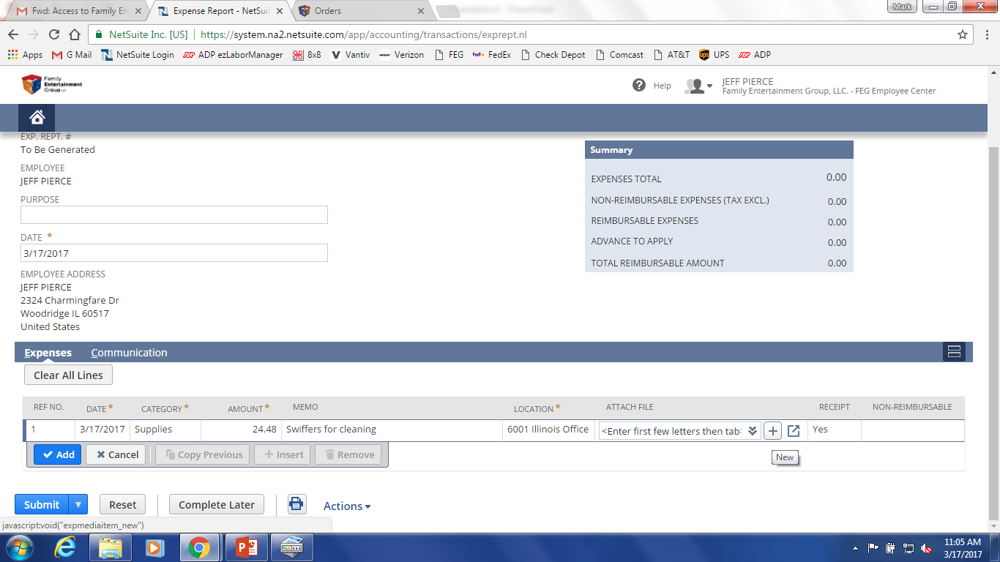 Fwd: Access to Family En
Expense Report - NetSuit
Orders
Mark
NetSuite Inc. [US] https://system.na2.netsuite.com/app/accounting/transactions/exprept.nl
Apps G Mail NetSuite Login ADP ezLaborManager 8x8 Vantiv Verizon FEG FedEx Check Depot Comcast AT&T UPS ADP
Family
Entertainment
Group LLC
Help
JEFF PIERCE
Family Entertainment Group, LLC. - FEG Employee Center
EXP. REPT. #
To Be Generated
EMPLOYEE
JEFF PIERCE
PURPOSE
DATE *
3/17/2017
EMPLOYEE ADDRESS
JEFF PIERCE
2324 Charmingfare Dr
Woodridge IL 60517
United States
Summary
EXPENSES TOTAL 0.00
NON-REIMBURSABLE EXPENSES (TAX EXCL.) 0.00
REIMBURSABLE EXPENSES 0.00
ADVANCE TO APPLY 0.00
TOTAL REIMBURSABLE AMOUNT 0.00
Expenses Communication
Clear All Lines
REF NO. DATE * CATEGORY * AMOUNT * MEMO LOCATION * ATTACH FILE RECEIPT NON-REIMBURSABLE
1 3/17/2017 Supplies 24.48 Swiffers for cleaning 6001 Illinois Office <Enter first few letters then tab> Yes
Add Cancel Copy Previous + Insert Remove
New
Submit Reset Complete Later Actions
javascript:void("expmediaitem_new")
11:05 AM
3/17/2017